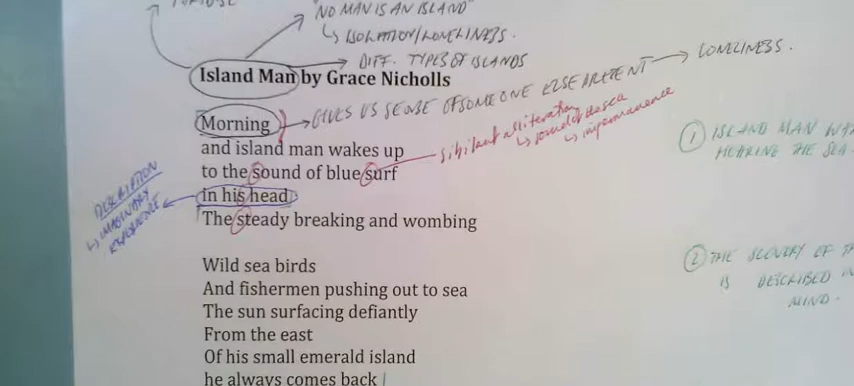 "NO MAN IS AN ISLAND"
↳ ISOLATION/LONELINESS.
→ DIFF. TYPES OF ISLANDS
Island Man by Grace Nicholls
→ GIVES US SENSE OF SOMEONE ELSE PRESENT → LONELINESS.
Morning
and island man wakes up
sibilant alliteration
↳ sound of the sea
↳ impermanence
to the sound of blue surf
in his head
DESCRIPTION
↳ IMAGINARY
EXPERIENCE
The steady breaking and wombing
Wild sea birds
And fishermen pushing out to sea
The sun surfacing defiantly
From the east
Of his small emerald island
he always comes back
① ISLAND MAN
HEARING THE SEA
② THE SCENERY OF
IS DESCRIBED IN
MIND.